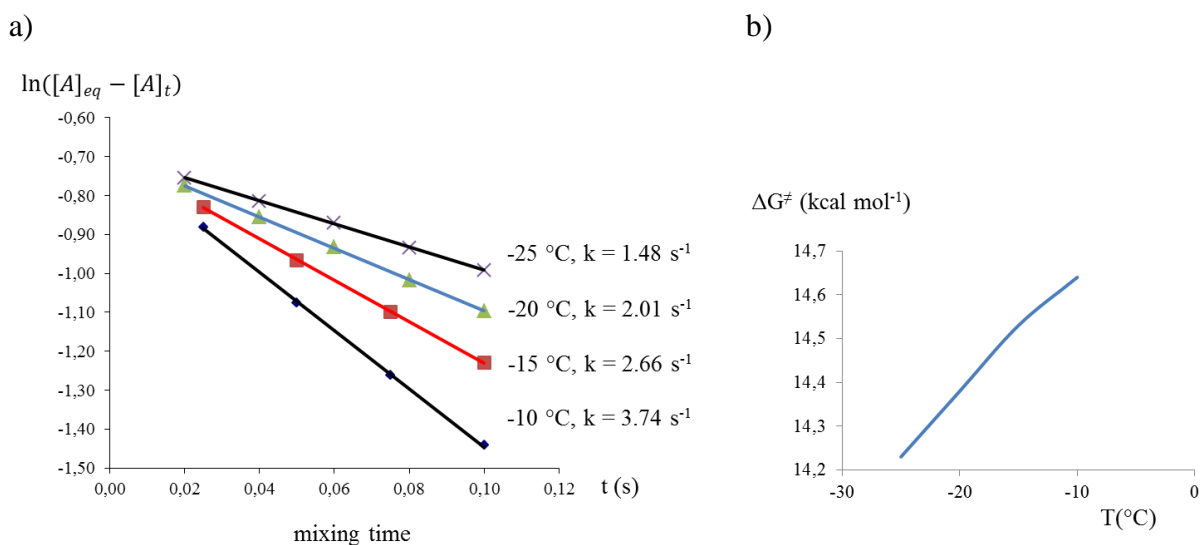 a)
ln([A]eq − [A]t)
-0,60
-0,70
-0,80
-0,90
-1,00
-1,10
-1,20
-1,30
-1,40
-1,50
0,00 0,02 0,04 0,06 0,08 0,10 0,12
t (s)
mixing time
-25 °C, k = 1.48 s-1
-20 °C, k = 2.01 s-1
-15 °C, k = 2.66 s-1
-10 °C, k = 3.74 s-1
b)
ΔG≠ (kcal mol-1)
14,7
14,6
14,5
14,4
14,3
14,2
-30 -20 -10 0
T(°C)